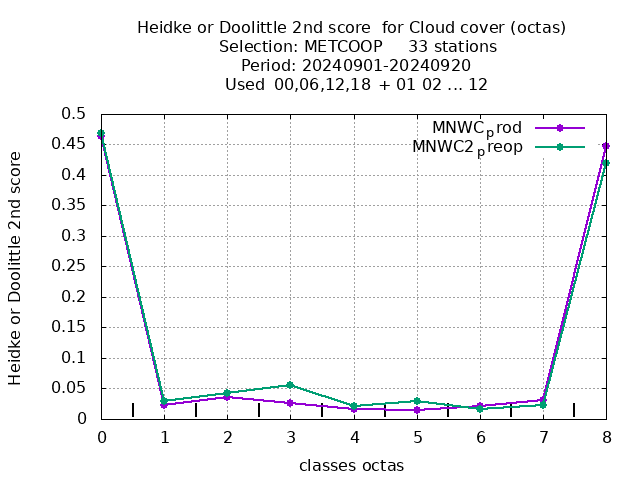 Heidke or Doolittle 2nd score  for Cloud cover (octas)
Selection: METCOOP     33 stations
Period: 20240901-20240920
Used  00,06,12,18 + 01 02 ... 12
MNWC_prod
MNWC2_preop
Heidke or Doolittle 2nd score
0.5
0.45
0.4
0.35
0.3
0.25
0.2
0.15
0.1
0.05
0
0 1 2 3 4 5 6 7 8
classes octas